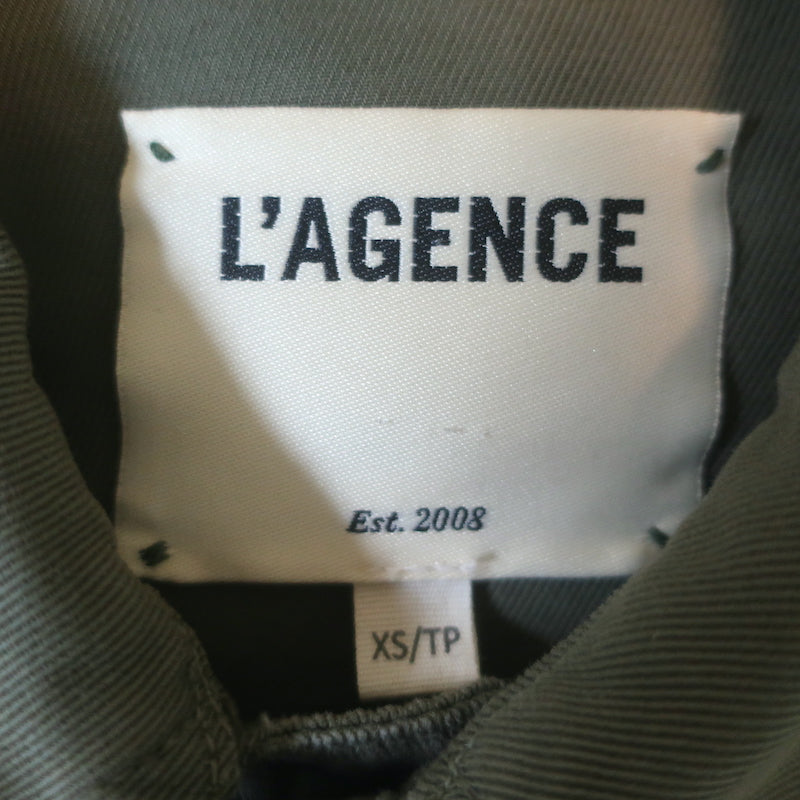 L'AGENCE
Est. 2008
XS/TP